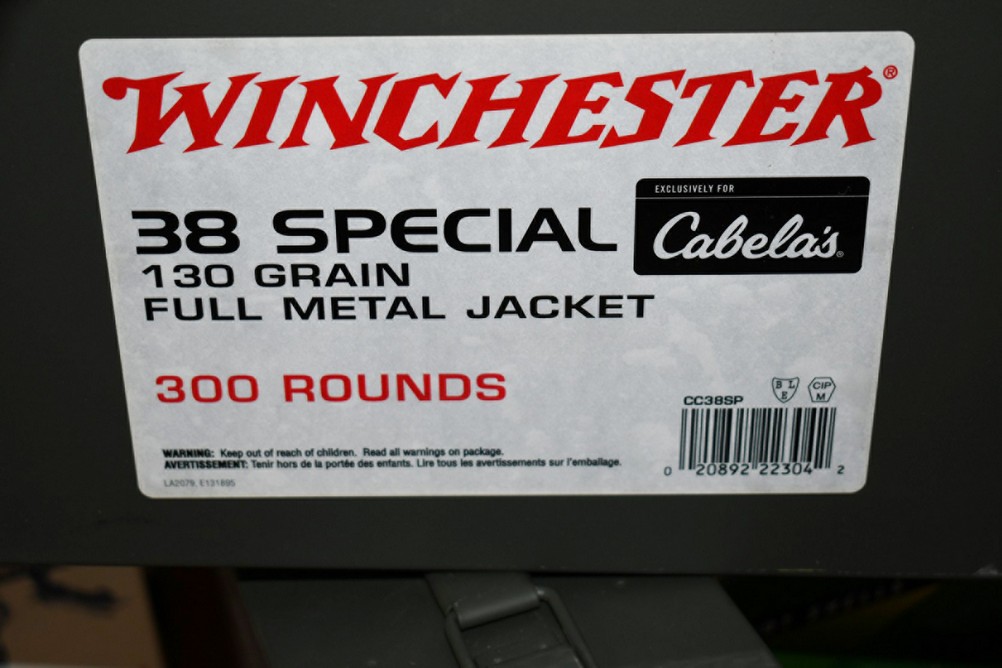 WINCHESTER®
EXCLUSIVELY FOR
Cabela's®
38 SPECIAL
130 GRAIN
FULL METAL JACKET
300 ROUNDS
BLE
CIP
M
CC38SP
WARNING: Keep out of reach of children. Read all warnings on package.
AVERTISSEMENT: Tenir hors de la portée des enfants. Lire tous les avertissements sur l'emballage.
LA2079, E131895
0 20892 22304 2